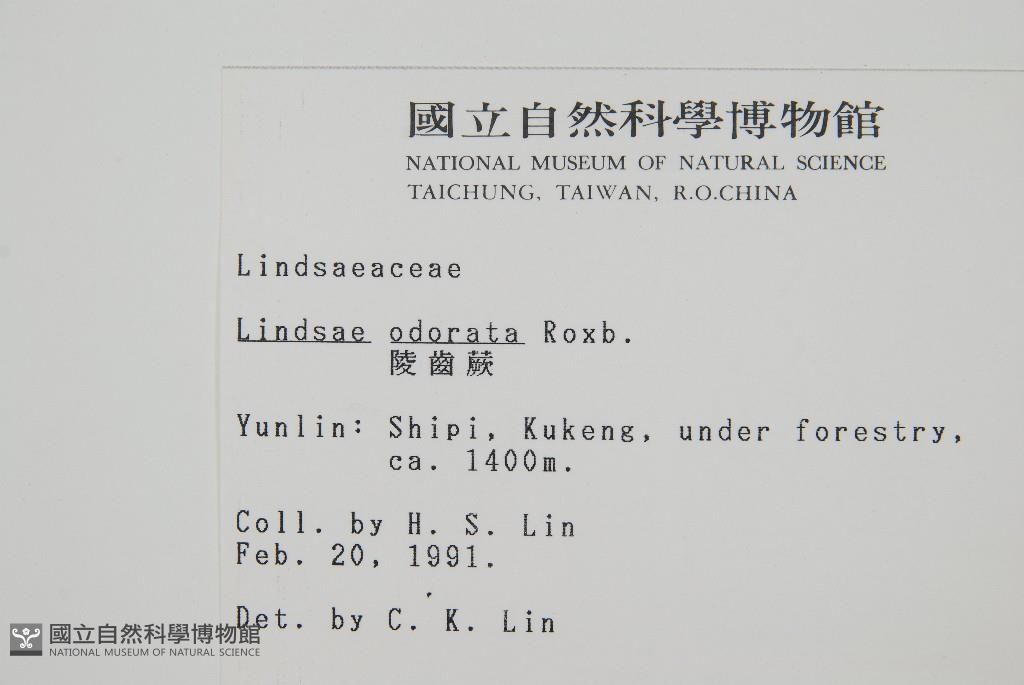 國立自然科學博物館
NATIONAL MUSEUM OF NATURAL SCIENCE
TAICHUNG, TAIWAN, R.O.CHINA
Lindsaeaceae
Lindsae odorata Roxb.
陵齒蕨
Yunlin: Shipi, Kukeng, under forestry,
ca. 1400m.
Coll. by H. S. Lin
Feb. 20, 1991.
Det. by C. K. Lin
國立自然科學博物館
NATIONAL MUSEUM OF NATURAL SCIENCE